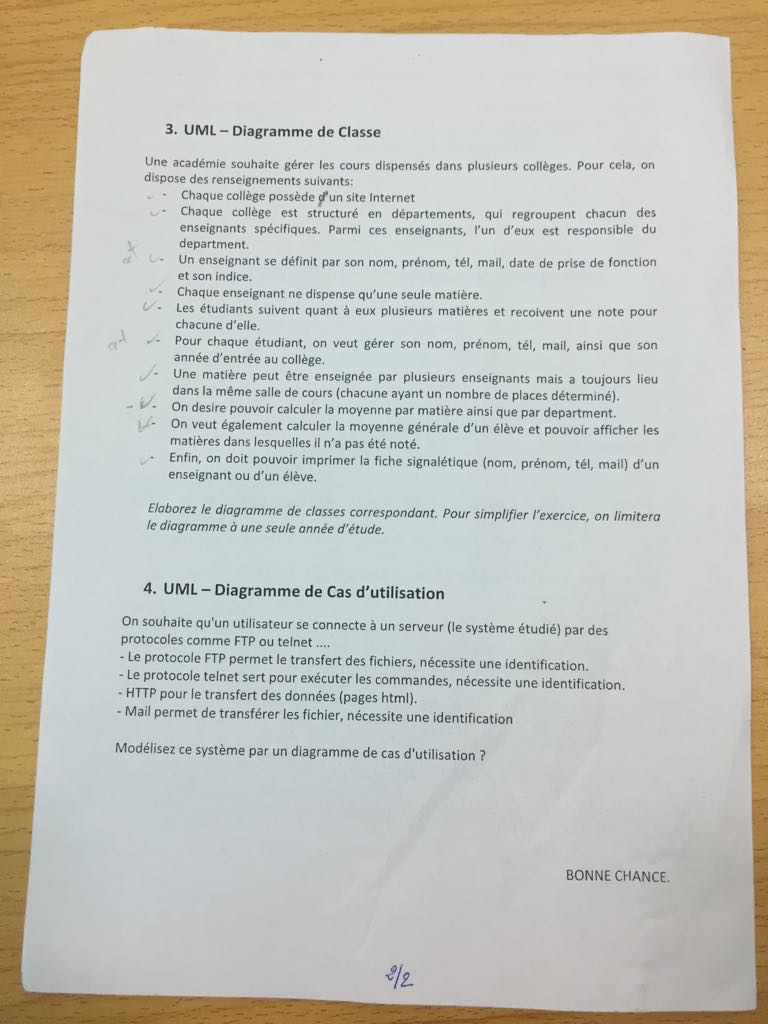 3. UML – Diagramme de Classe
Une académie souhaite gérer les cours dispensés dans plusieurs collèges. Pour cela, on
dispose des renseignements suivants:
- Chaque collège possède d'un site Internet
- Chaque collège est structuré en départements, qui regroupent chacun des
enseignants spécifiques. Parmi ces enseignants, l'un d'eux est responsible du
department.
- Un enseignant se définit par son nom, prénom, tél, mail, date de prise de fonction
et son indice.
- Chaque enseignant ne dispense qu'une seule matière.
- Les étudiants suivent quant à eux plusieurs matières et recoivent une note pour
chacune d'elle.
- Pour chaque étudiant, on veut gérer son nom, prénom, tél, mail, ainsi que son
année d'entrée au collège.
- Une matière peut être enseignée par plusieurs enseignants mais a toujours lieu
dans la même salle de cours (chacune ayant un nombre de places déterminé).
- On desire pouvoir calculer la moyenne par matière ainsi que par department.
- On veut également calculer la moyenne générale d'un élève et pouvoir afficher les
matières dans lesquelles il n'a pas été noté.
- Enfin, on doit pouvoir imprimer la fiche signalétique (nom, prénom, tél, mail) d'un
enseignant ou d'un élève.
Elaborez le diagramme de classes correspondant. Pour simplifier l'exercice, on limitera
le diagramme à une seule année d'étude.
4. UML – Diagramme de Cas d'utilisation
On souhaite qu'un utilisateur se connecte à un serveur (le système étudié) par des
protocoles comme FTP ou telnet ....
- Le protocole FTP permet le transfert des fichiers, nécessite une identification.
- Le protocole telnet sert pour exécuter les commandes, nécessite une identification.
- HTTP pour le transfert des données (pages html).
- Mail permet de transférer les fichier, nécessite une identification
Modélisez ce système par un diagramme de cas d'utilisation ?
BONNE CHANCE.
2/2